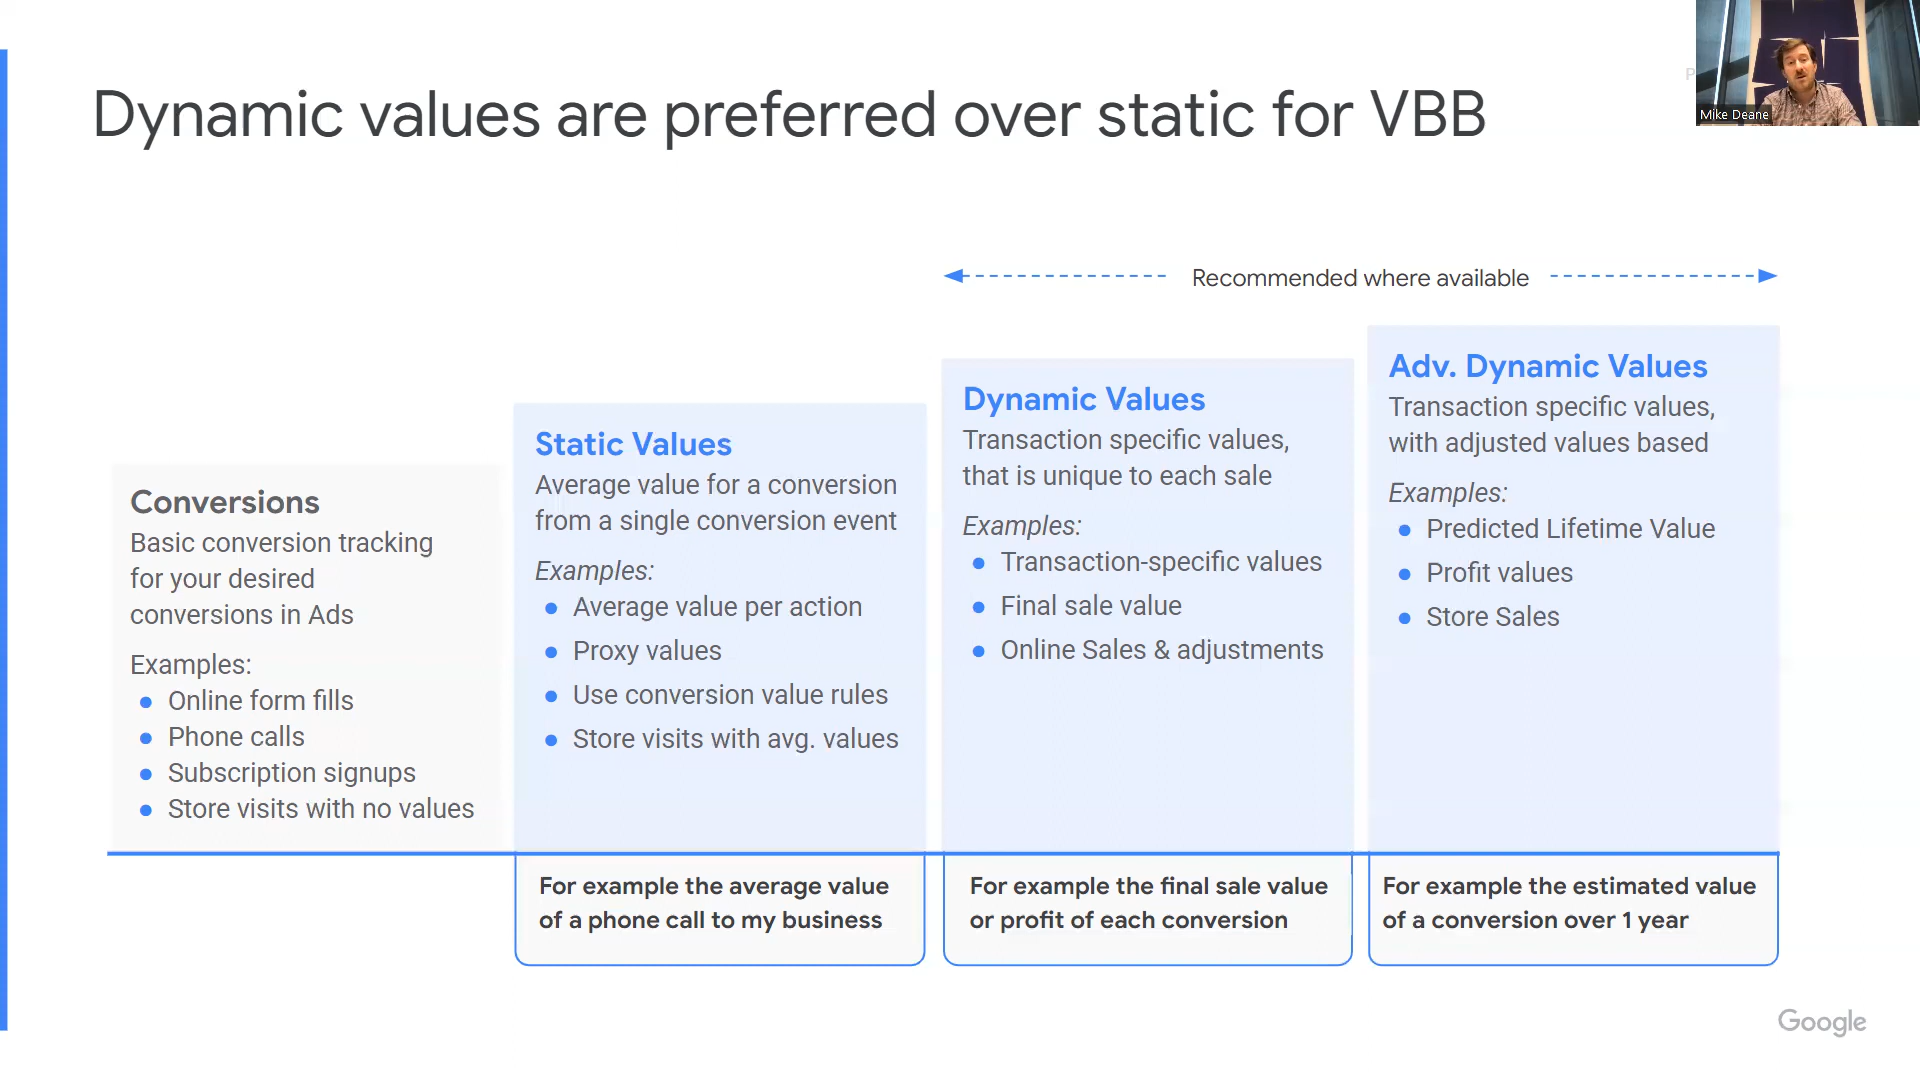 Dynamic values are preferred over static for VBB
P
Mike Deane
Recommended where available
Conversions
Basic conversion tracking
for your desired
conversions in Ads
Examples:
Online form fills
Phone calls
Subscription signups
Store visits with no values
Static Values
Average value for a conversion
from a single conversion event
Examples:
Average value per action
Proxy values
Use conversion value rules
Store visits with avg. values
For example the average value
of a phone call to my business
Dynamic Values
Transaction specific values,
that is unique to each sale
Examples:
Transaction-specific values
Final sale value
Online Sales & adjustments
For example the final sale value
or profit of each conversion
Adv. Dynamic Values
Transaction specific values,
with adjusted values based
Examples:
Predicted Lifetime Value
Profit values
Store Sales
For example the estimated value
of a conversion over 1 year
Google